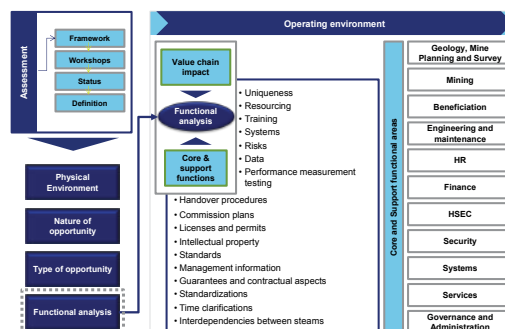 Operating environment
Assessment
Framework
Workshops
Status
Definition
Physical
Environment
Nature of
opportunity
Type of opportunity
Functional analysis
Value chain
impact
Functional
analysis
Core &
support
functions
• Uniqueness
• Resourcing
• Training
• Systems
• Risks
• Data
• Performance measurement
testing
• Handover procedures
• Commission plans
• Licenses and permits
• Intellectual property
• Standards
• Management information
• Guarantees and contractual aspects
• Standardizations
• Time clarifications
• Interdependencies between steams
Core and Support functional areas
Geology, Mine
Planning and Survey
Mining
Beneficiation
Engineering and
maintenance
HR
Finance
HSEC
Security
Systems
Services
Governance and
Administration